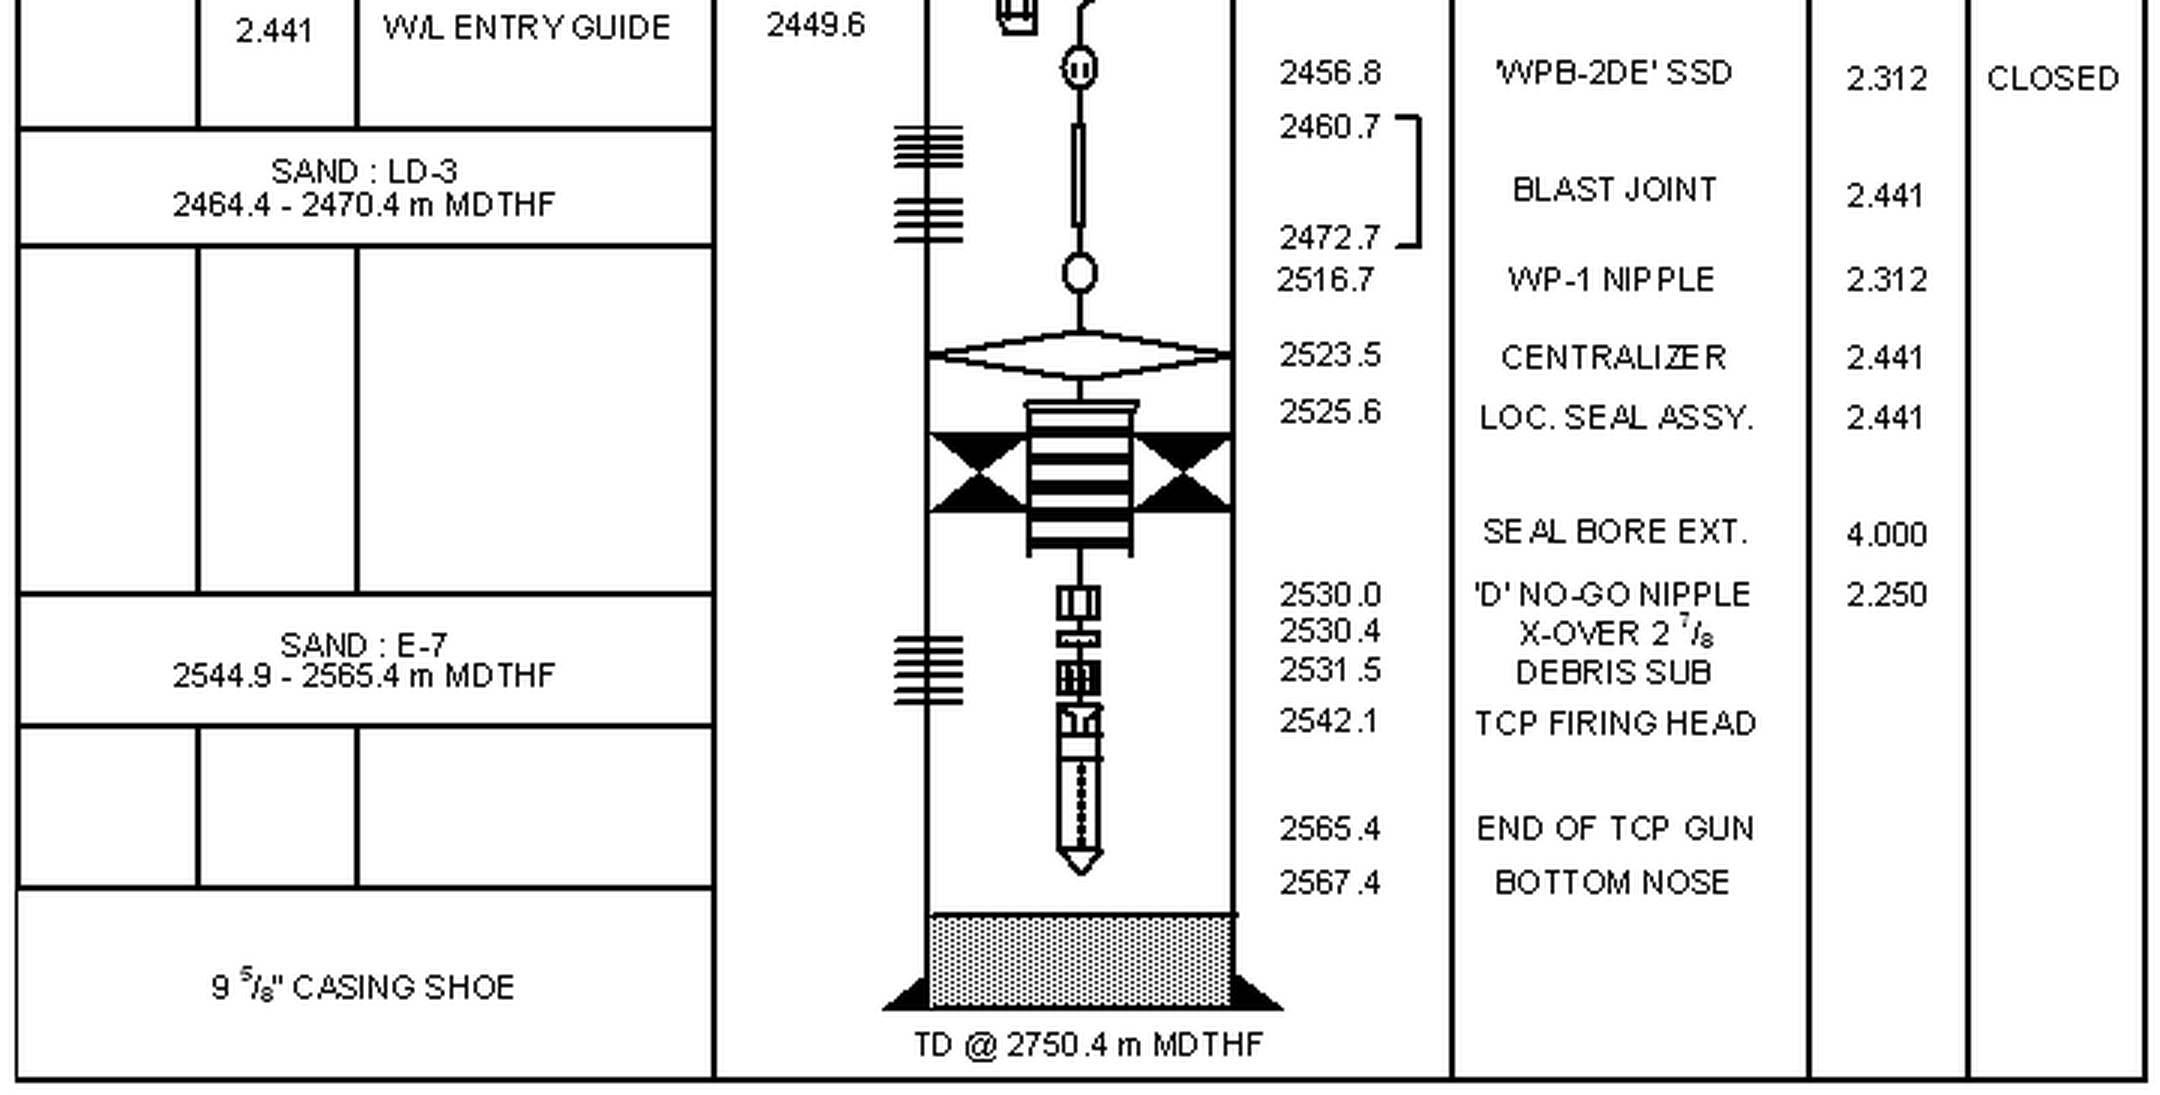 2.441 W/L ENTRY GUIDE 2449.6
2456.8 'WPB-2DE' SSD 2.312 CLOSED
2460.7
SAND : LD-3
2464.4 - 2470.4 m MDTHF
BLAST JOINT 2.441
2472.7
2516.7 WP-1 NIPPLE 2.312
2523.5 CENTRALIZER 2.441
2525.6 LOC. SEAL ASSY. 2.441
SEAL BORE EXT. 4.000
2530.0 'D' NO-GO NIPPLE 2.250
2530.4 X-OVER 2 7/8
SAND : E-7
2544.9 - 2565.4 m MDTHF
2531.5 DEBRIS SUB
2542.1 TCP FIRING HEAD
2565.4 END OF TCP GUN
2567.4 BOTTOM NOSE
9 5/8" CASING SHOE
TD @ 2750.4 m MDTHF